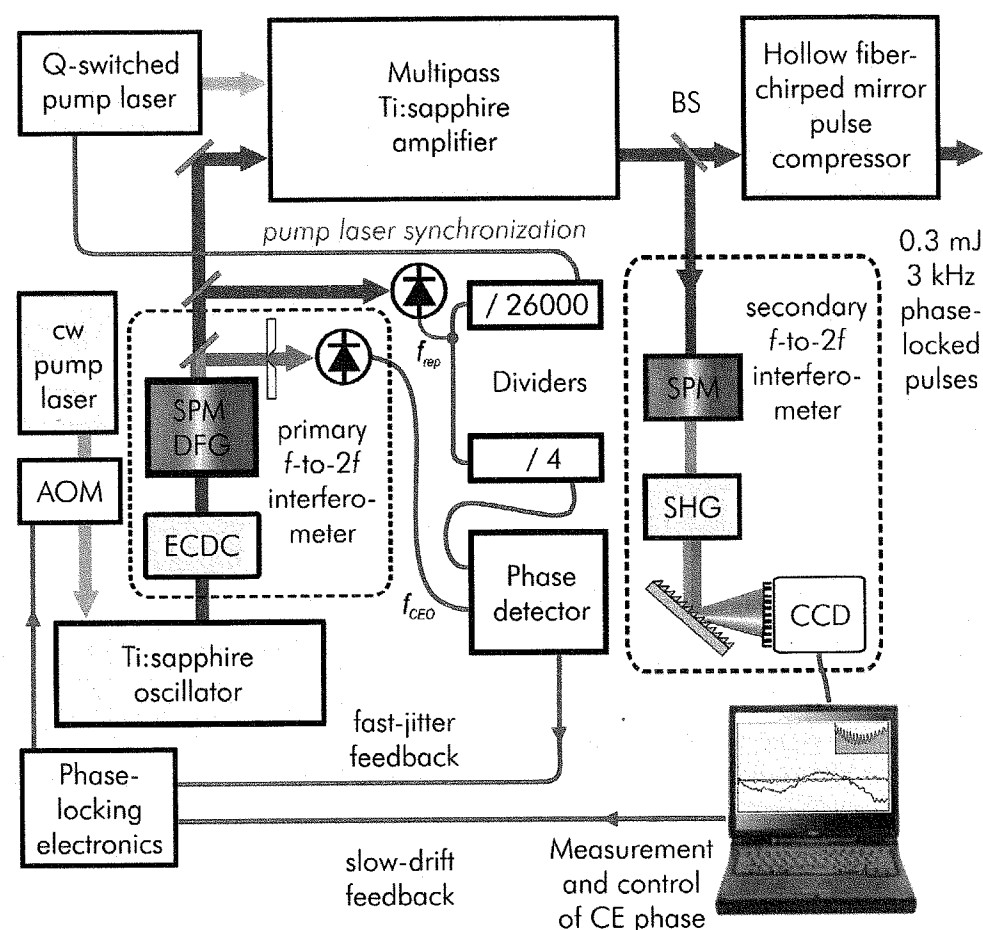 Q-switched
pump laser
Multipass
Ti:sapphire
amplifier
BS
Hollow fiber-
chirped mirror
pulse
compressor
pump laser synchronization
0.3 mJ
3 kHz
phase-
locked
pulses
cw
pump
laser
/ 26000
f_rep
Dividers
/ 4
secondary
f-to-2f
interfero-
meter
SPM
SPM
DFG
primary
f-to-2f
interfero-
meter
AOM
ECDC
SHG
Phase
detector
f_CEO
CCD
Ti:sapphire
oscillator
fast-jitter
feedback
Phase-
locking
electronics
slow-drift
feedback
Measurement
and control
of CE phase